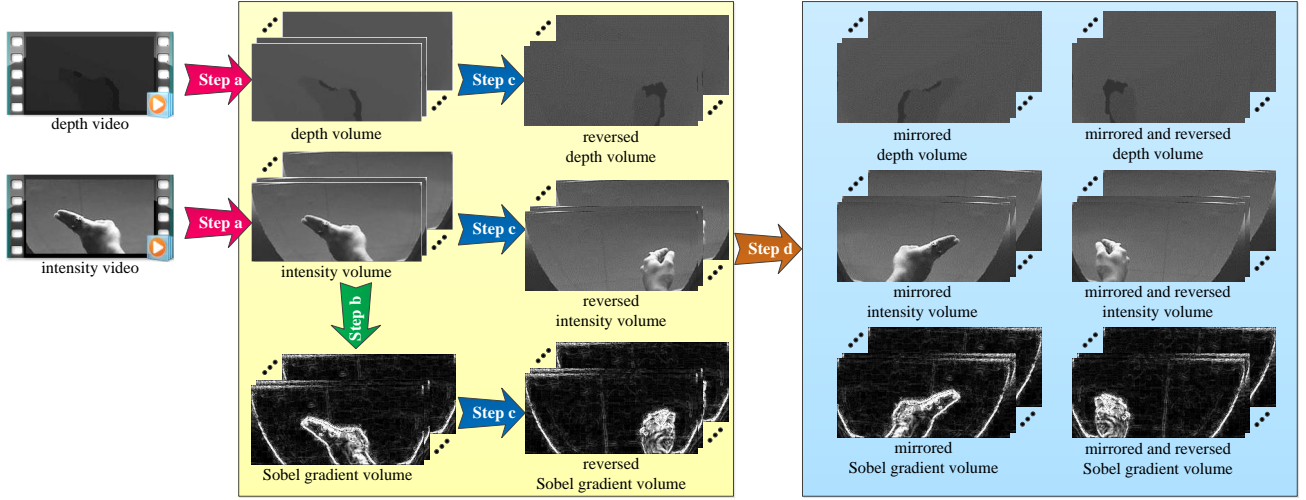 Step a
Step c
depth video
depth volume
reversed
depth volume
mirrored
depth volume
mirrored and reversed
depth volume
Step a
Step c
Step d
intensity video
intensity volume
reversed
intensity volume
mirrored
intensity volume
mirrored and reversed
intensity volume
Step b
Step c
Sobel gradient volume
reversed
Sobel gradient volume
mirrored
Sobel gradient volume
mirrored and reversed
Sobel gradient volume